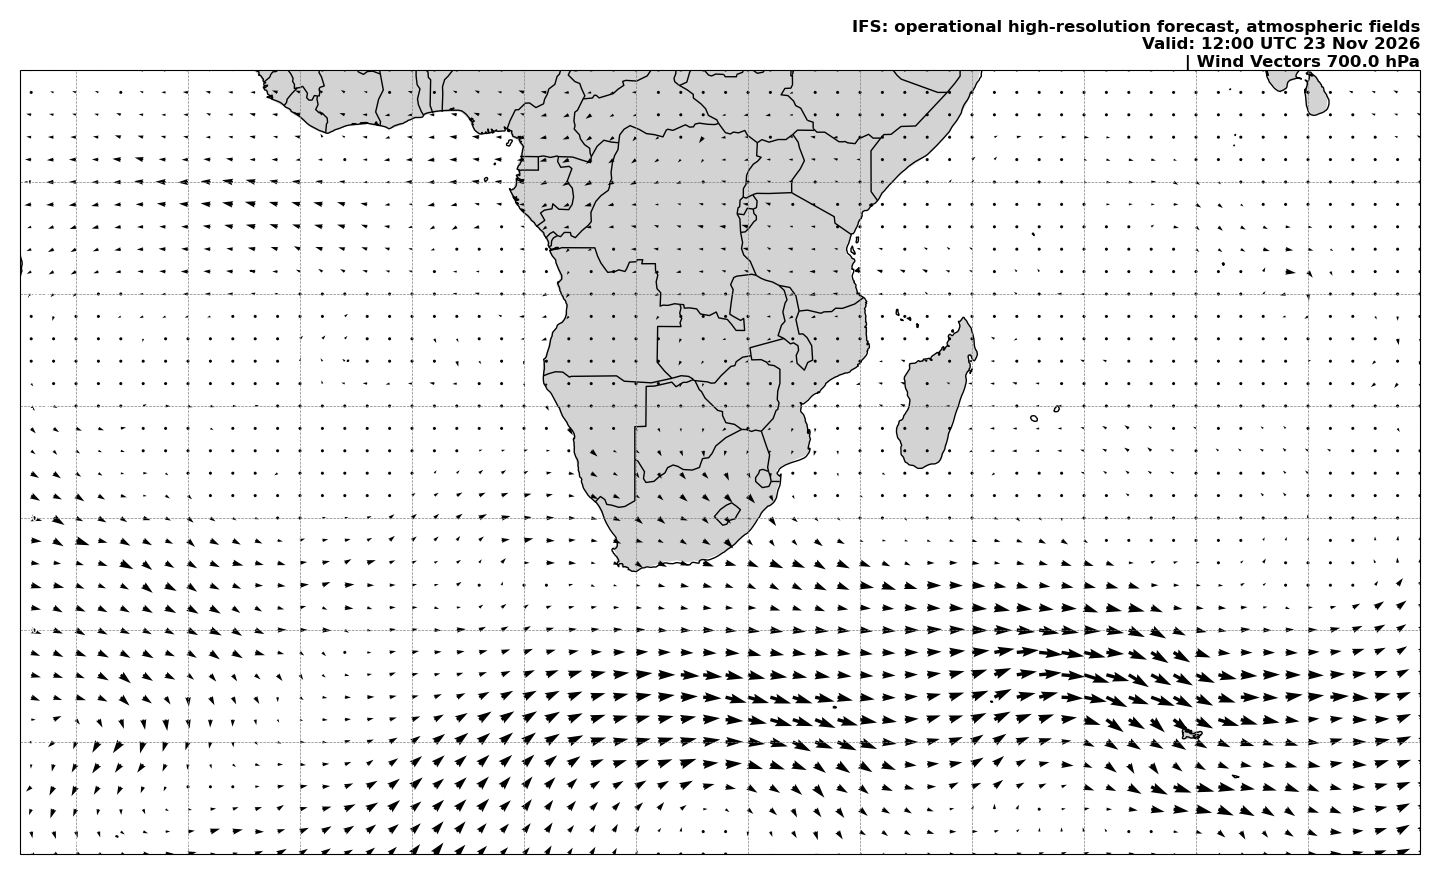 IFS: operational high-resolution forecast, atmospheric fields
Valid: 12:00 UTC 23 Nov 2026
| Wind Vectors 700.0 hPa